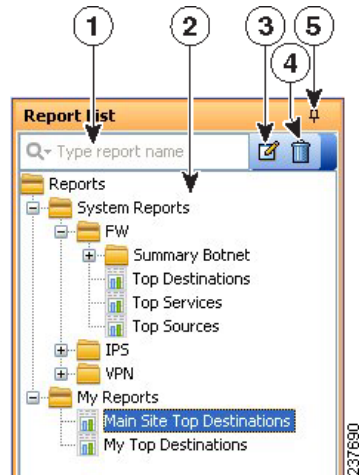 1 2 3 5
4
Report List
Type report name
Reports
System Reports
FW
Summary Botnet
Top Destinations
Top Services
Top Sources
IPS
VPN
My Reports
Main Site Top Destinations
My Top Destinations
237690